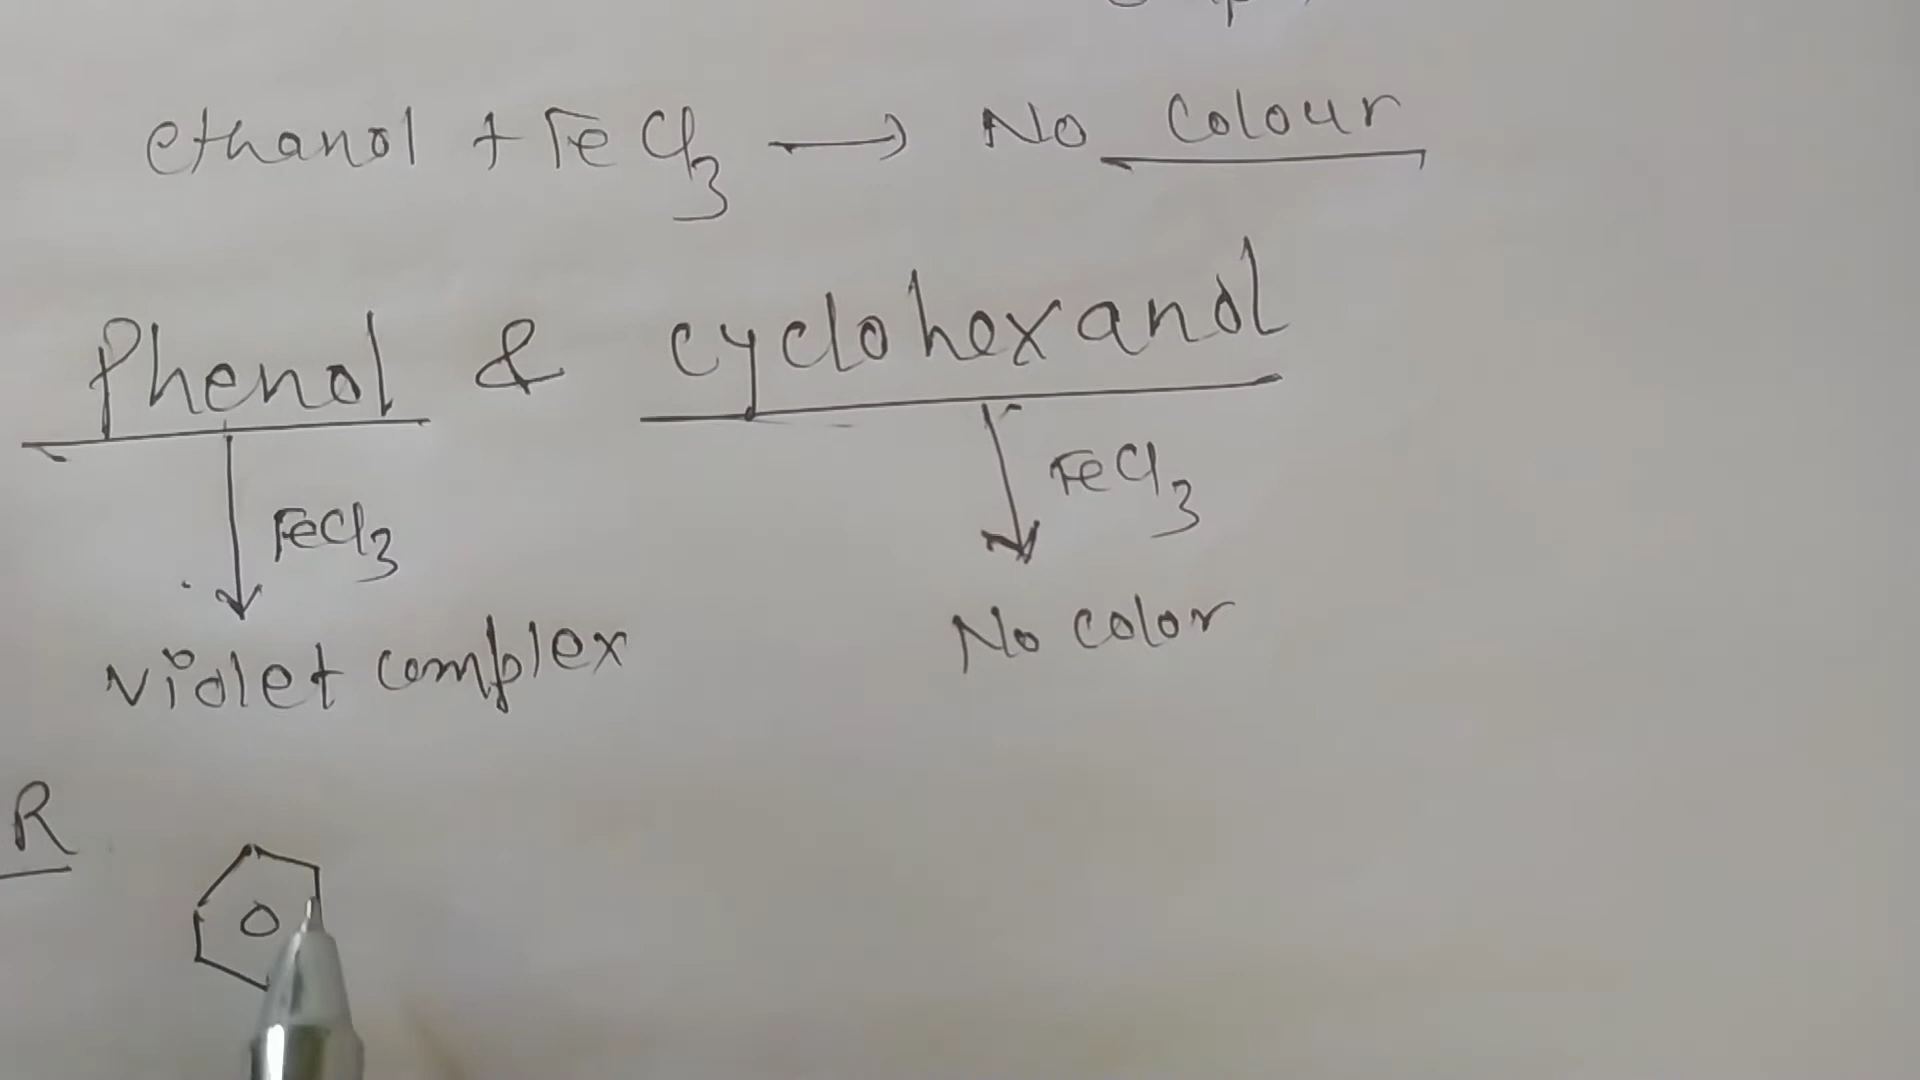 ethanol + FeCl3 → No Colour
Phenol & cyclohexanol
FeCl3 FeCl3
violet complex No color
R